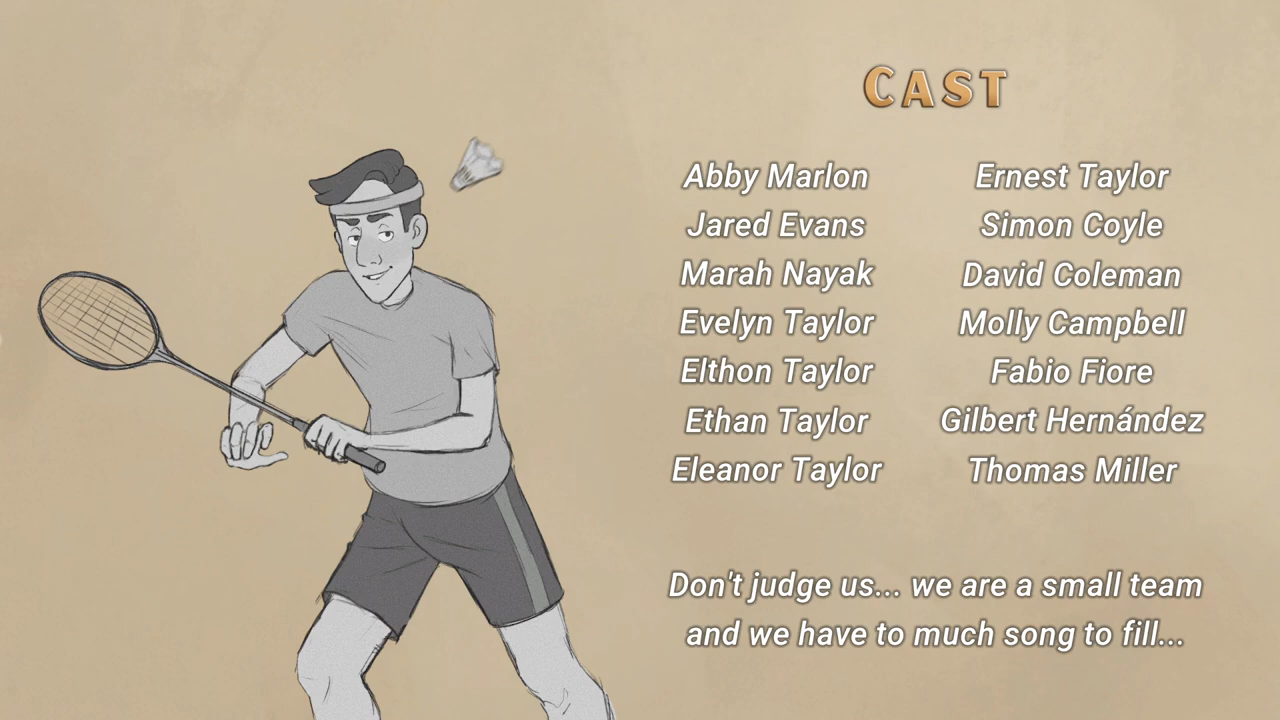 CAST
Abby Marlon
Jared Evans
Marah Nayak
Evelyn Taylor
Elthon Taylor
Ethan Taylor
Eleanor Taylor
Ernest Taylor
Simon Coyle
David Coleman
Molly Campbell
Fabio Fiore
Gilbert Hernández
Thomas Miller
Don't judge us... we are a small team
and we have to much song to fill...